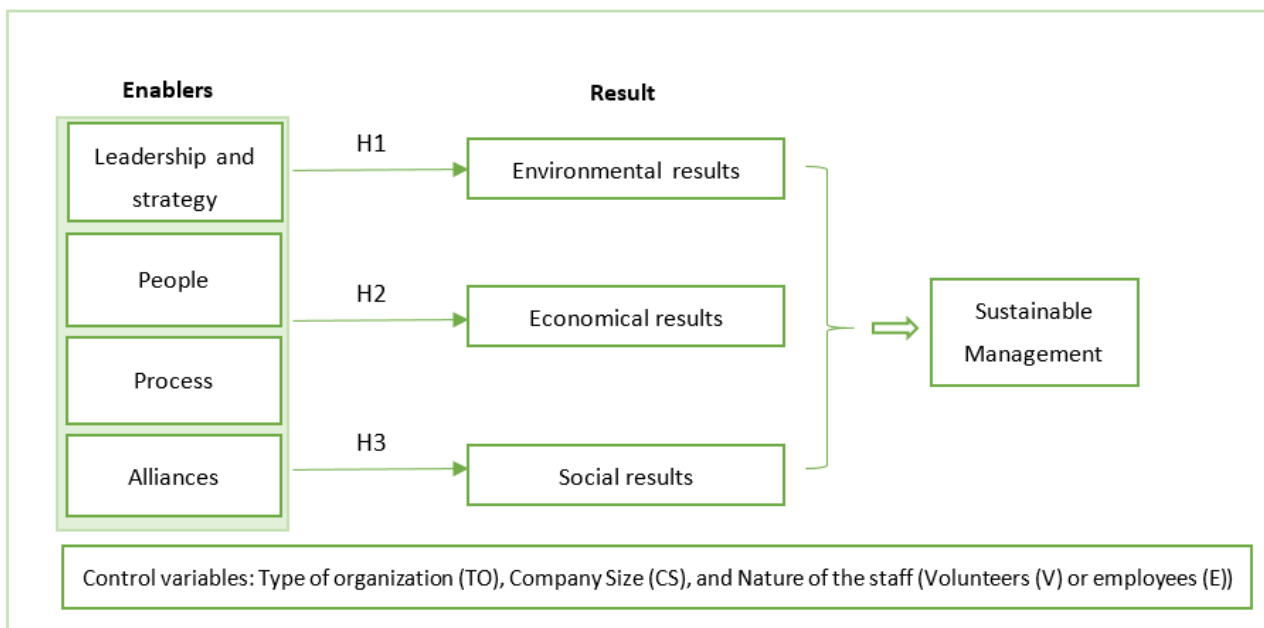 Enablers
Result
Leadership and
strategy
H1
Environmental results
People
H2
Economical results
Process
Alliances
H3
Social results
Sustainable
Management
Control variables: Type of organization (TO), Company Size (CS), and Nature of the staff (Volunteers (V) or employees (E))